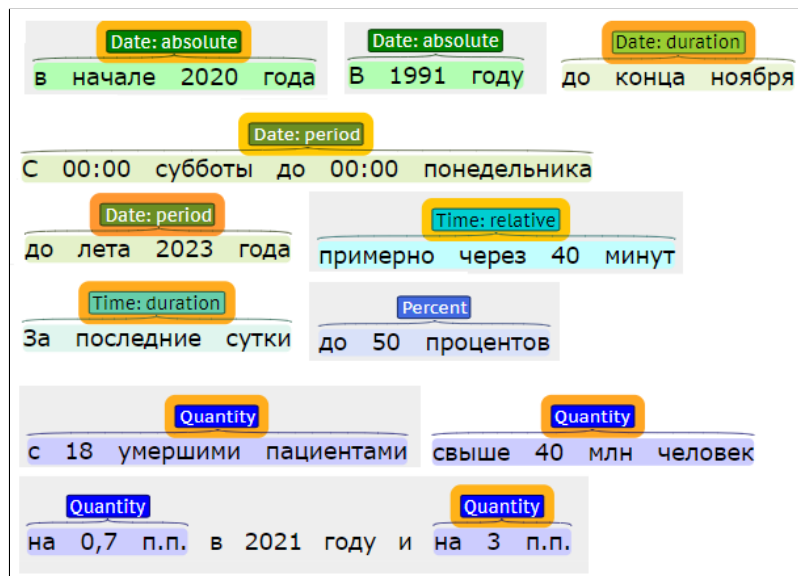 Date: absolute Date: absolute Date: duration
в начале 2020 года В 1991 году до конца ноября
Date: period
С 00:00 субботы до 00:00 понедельника
Date: period Time: relative
до лета 2023 года примерно через 40 минут
Time: duration Percent
За последние сутки до 50 процентов
Quantity Quantity
с 18 умершими пациентами свыше 40 млн человек
Quantity Quantity
на 0,7 п.п. в 2021 году и на 3 п.п.